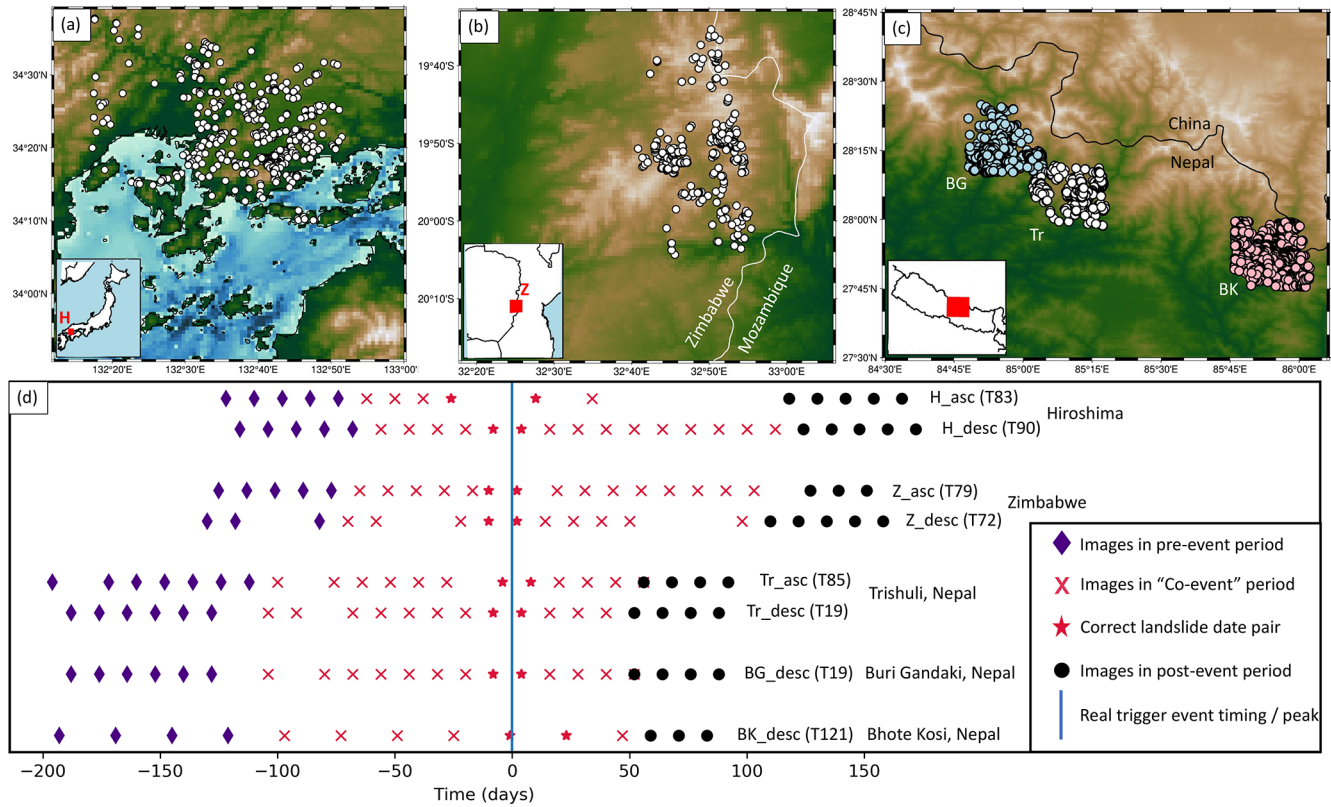 (a)
34°30'N
34°20'N
34°10'N
34°00'N
H
132°20'E
132°30'E
132°40'E
132°50'E
133°00'E
(b)
19°40'S
19°50'S
20°00'S
20°10'S
Z
Zimbabwe
Mozambique
32°20'E
32°30'E
32°40'E
32°50'E
33°00'E
(c)
28°45'N
28°30'N
28°15'N
28°00'N
27°45'N
27°30'N
China
Nepal
BG
Tr
BK
84°30'E
84°45'E
85°00'E
85°15'E
85°30'E
85°45'E
86°00'E
(d)
H_asc (T83)
Hiroshima
H_desc (T90)
Z_asc (T79)
Zimbabwe
Z_desc (T72)
Tr_asc (T85)
Trishuli, Nepal
Tr_desc (T19)
BG_desc (T19) Buri Gandaki, Nepal
BK_desc (T121) Bhote Kosi, Nepal
Images in pre-event period
Images in “Co-event” period
Correct landslide date pair
Images in post-event period
Real trigger event timing / peak
−200
−150
−100
−50
0
50
100
150
Time (days)